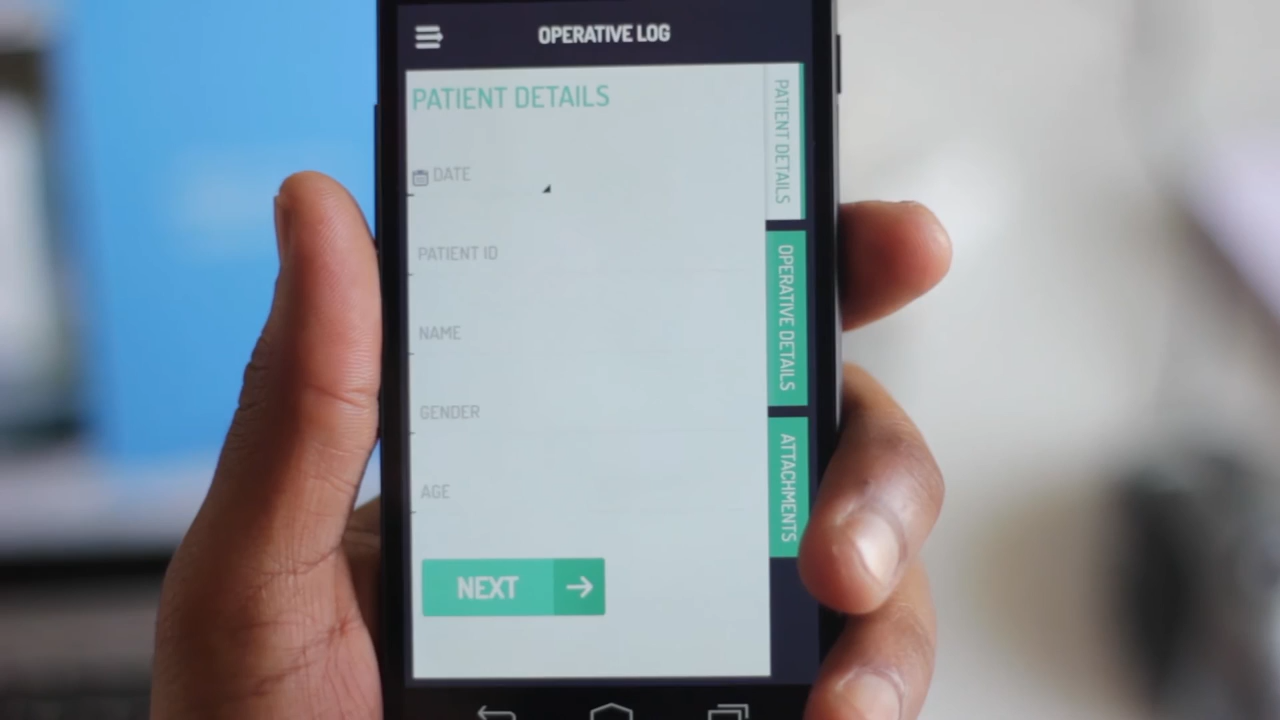 OPERATIVE LOG
PATIENT DETAILS
DATE
PATIENT ID
NAME
GENDER
AGE
NEXT
PATIENT DETAILS
OPERATIVE DETAILS
ATTACHMENTS